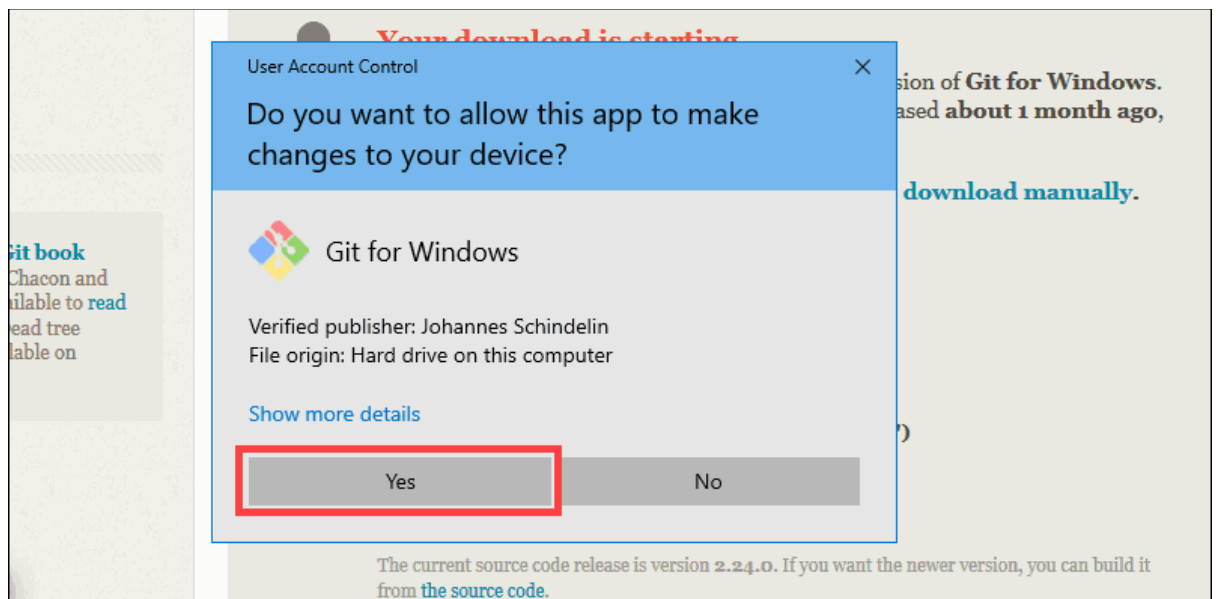 Your download is starting
User Account Control
Do you want to allow this app to make
changes to your device?
sion of Git for Windows.
ased about 1 month ago,
download manually.
Git for Windows
Git book
Chacon and
ailable to read
ead tree
lable on
Verified publisher: Johannes Schindelin
File origin: Hard drive on this computer
Show more details
')
Yes
No
The current source code release is version 2.24.0. If you want the newer version, you can build it
from the source code.